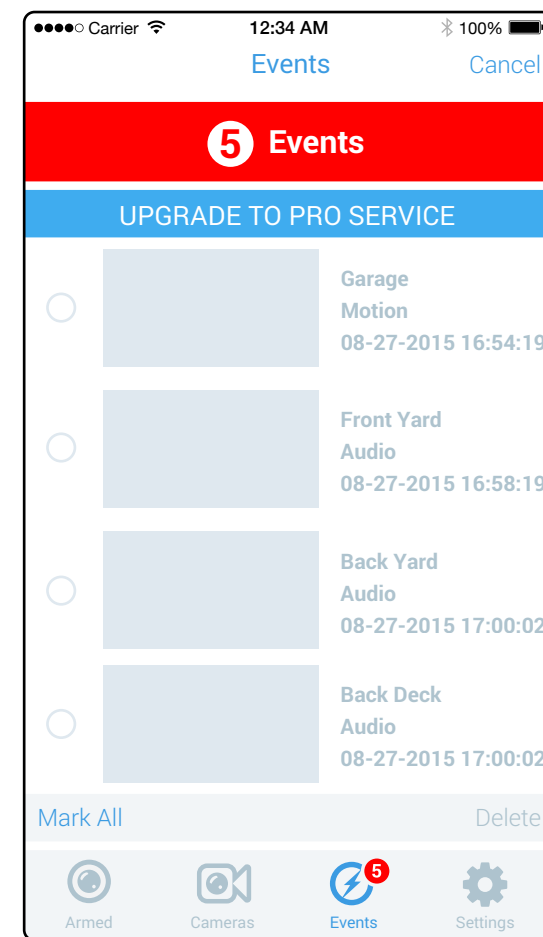 Carrier 12:34 AM 100%
Events Cancel
5 Events
UPGRADE TO PRO SERVICE
Garage
Motion
08-27-2015 16:54:19
Front Yard
Audio
08-27-2015 16:58:19
Back Yard
Audio
08-27-2015 17:00:02
Back Deck
Audio
08-27-2015 17:00:02
Mark All Delete
5
Armed Cameras Events Settings